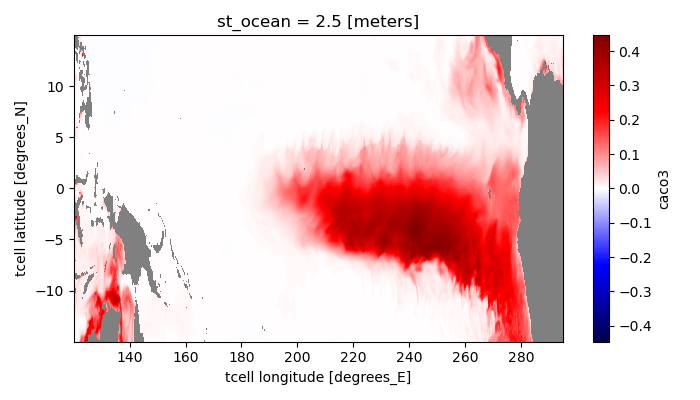 st_ocean = 2.5 [meters]
tcell latitude [degrees_N]
10
5
0
−5
−10
140 160 180 200 220 240 260 280
tcell longitude [degrees_E]
0.4
0.3
0.2
0.1
0.0
−0.1
−0.2
−0.3
−0.4
caco3